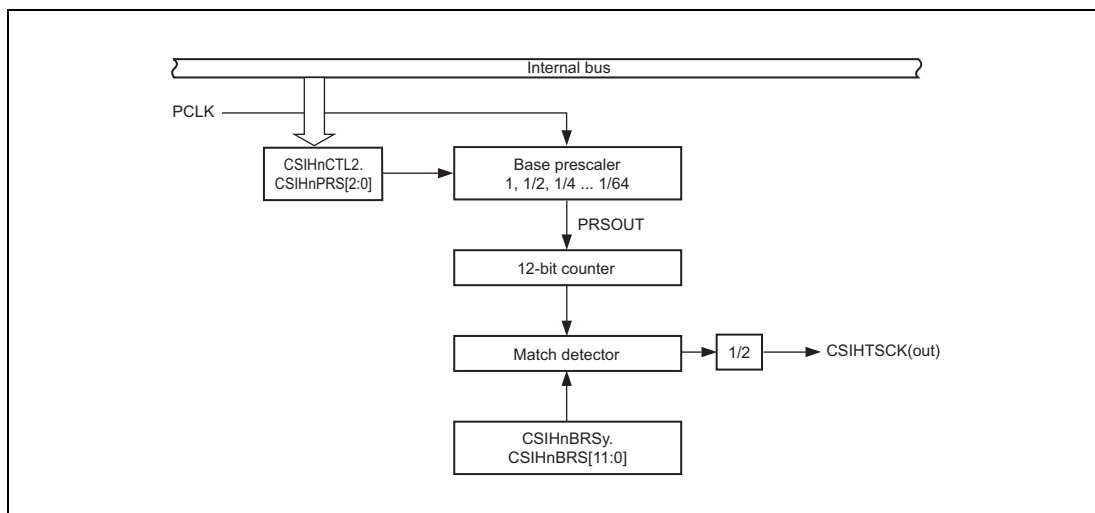 Internal bus
PCLK
CSIHnCTL2.
CSIHnPRS[2:0]
Base prescaler
1, 1/2, 1/4 ... 1/64
PRSOUT
12-bit counter
Match detector
1/2
CSIHTSCK(out)
CSIHnBRSy.
CSIHnBRS[11:0]